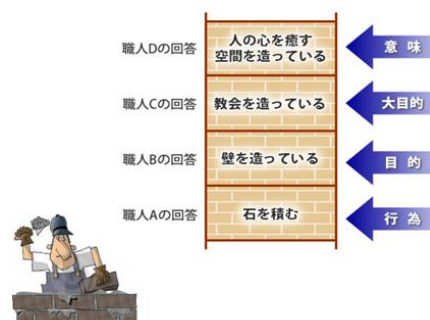 職人Dの回答
人の心を癒す
空間を造っている
意味
職人Cの回答
教会を造っている
大目的
職人Bの回答
壁を造っている
目的
職人Aの回答
石を積む
行為